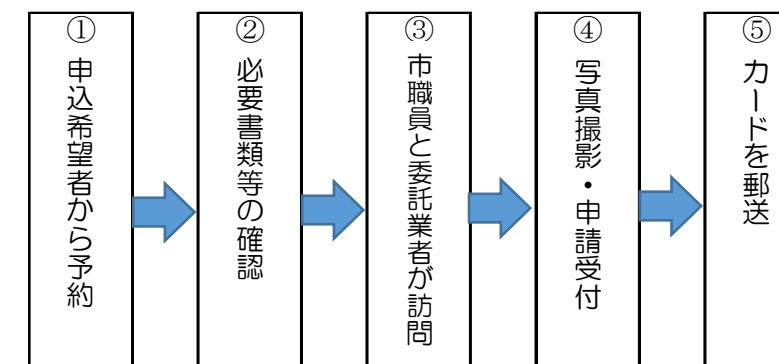 ①
申込希望者から予約
②
必要書類等の確認
③
市職員と委託業者が訪問
④
写真撮影・申請受付
⑤
カードを郵送